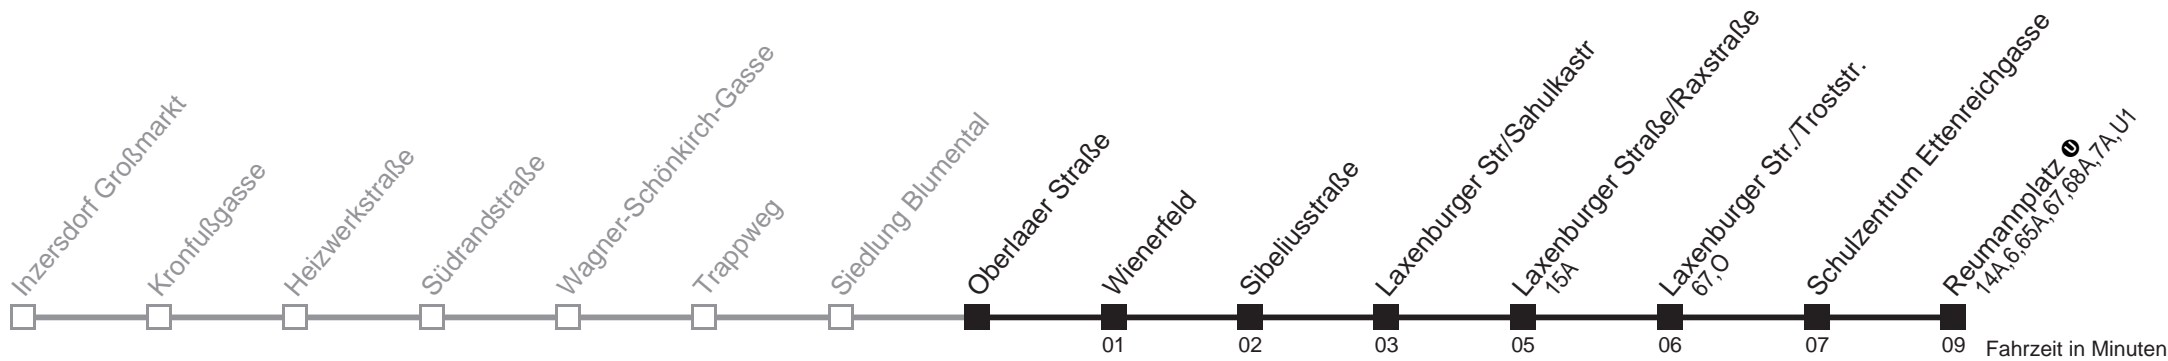 Inzersdorf Großmarkt
Kronfußgasse
Heizwerkstraße
Südrandstraße
Wagner-Schönkirch-Gasse
Trappweg
Siedlung Blumental
Oberlaaer Straße
Wienerfeld
Sibeliusstraße
Laxenburger Str/Sahulkastr
Laxenburger Straße/Raxstraße
15A
Laxenburger Str./Troststr.
67,O
Schulzentrum Ettenreichgasse
Reumannplatz U
14A,6,65A,67,68A,7A,U1
01
02
03
05
06
07
09
Fahrzeit in Minuten